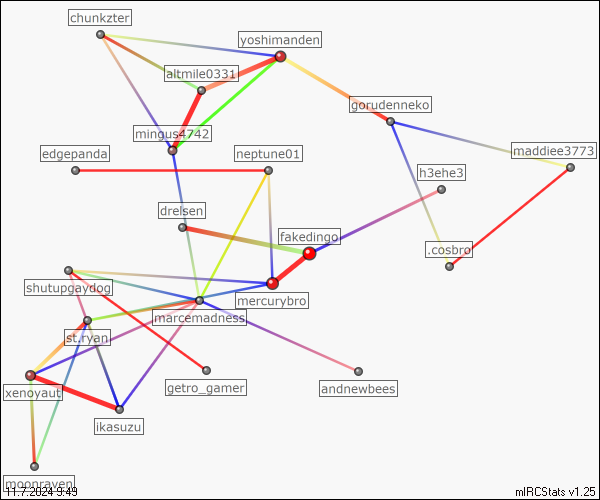 chunkzter
yoshimanden
altmile0331
gorudenneko
mingus4742
edgepanda
neptune01
maddiee3773
h3ehe3
drelsen
fakedingo
.cosbro
shutupgaydog
mercurybro
marcemadness
st.ryan
xenoyaut
getro_gamer
andnewbees
ikasuzu
moonraven
11.7.2024 9:49
mIRCStats v1.25